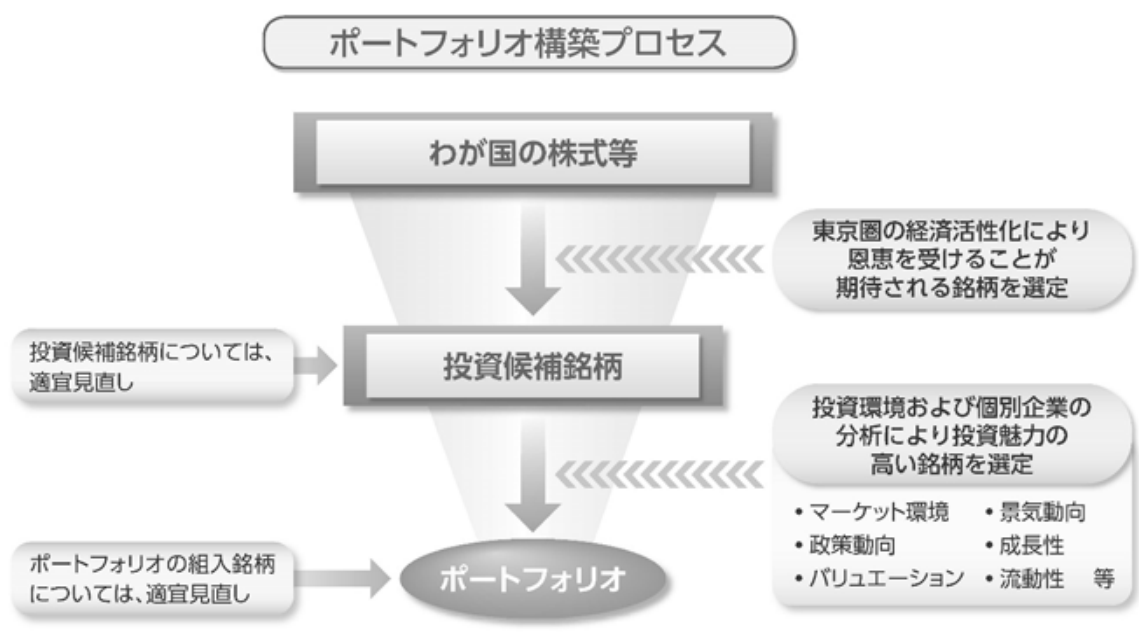 ポートフォリオ構築プロセス
わが国の株式等
東京圏の経済活性化により
恩恵を受けることが
期待される銘柄を選定
投資候補銘柄については、
適宜見直し
投資候補銘柄
投資環境および個別企業の
分析により投資魅力の
高い銘柄を選定
• マーケット環境 • 景気動向
• 政策動向 • 成長性
• バリュエーション • 流動性 等
ポートフォリオの組入銘柄
については、適宜見直し
ポートフォリオ